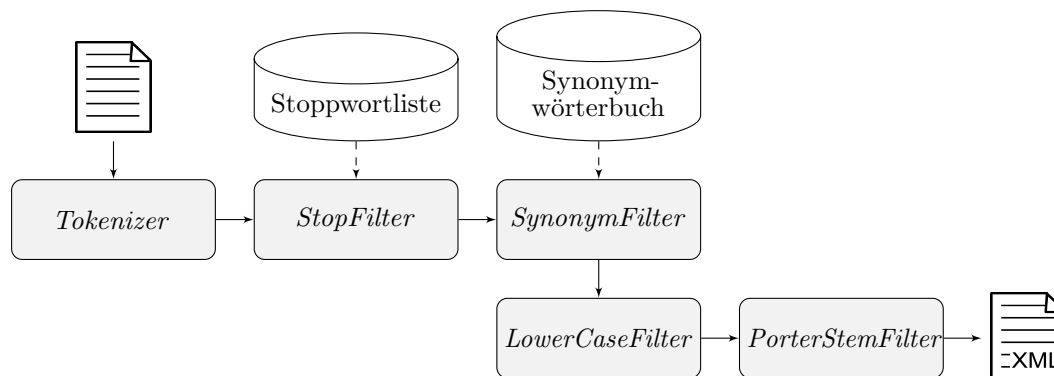 Stoppwortliste
Synonym-
wörterbuch
Tokenizer
StopFilter
SynonymFilter
LowerCaseFilter
PorterStemFilter
XML